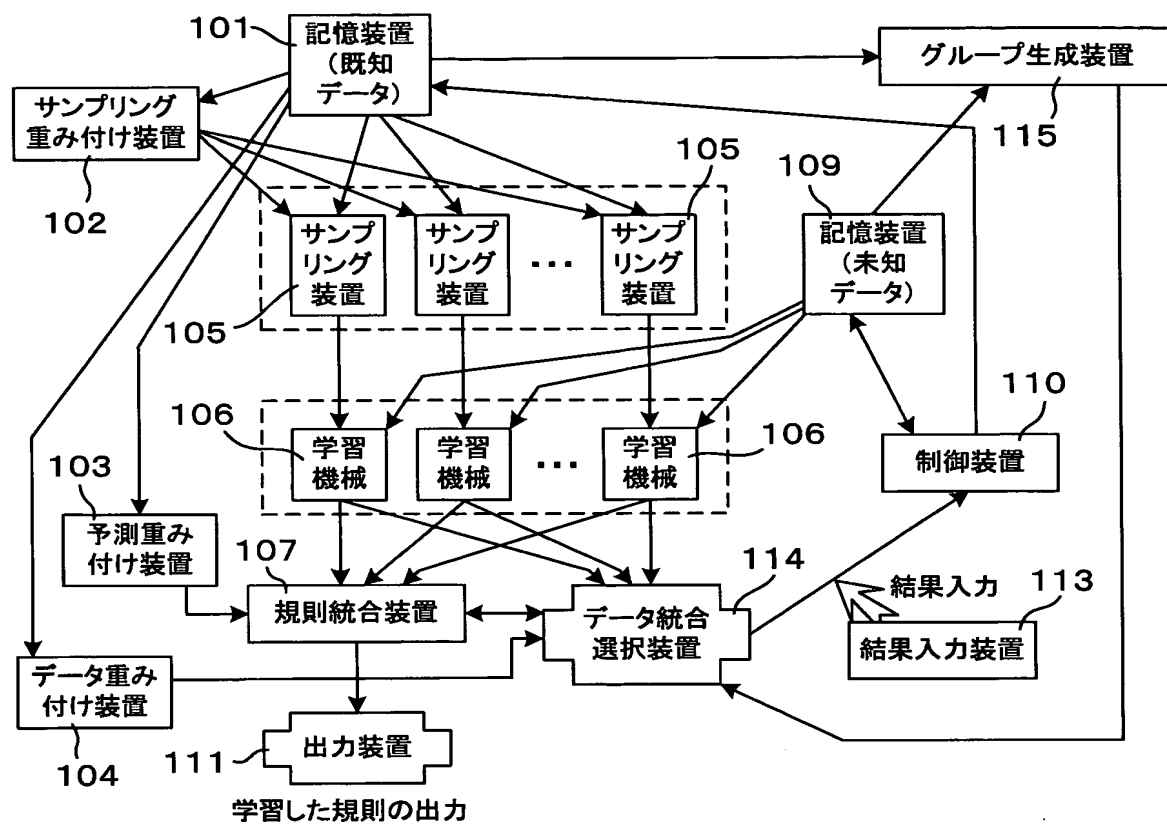 101
記憶装置
(既知
データ)
グループ生成装置
115
サンプリング
重み付け装置
102
105
109
サンプ
リング
装置
サンプ
リング
装置
...
サンプ
リング
装置
105
記憶装置
(未知
データ)
110
制御装置
106
学習
機械
学習
機械
...
学習
機械
106
103
予測重み
付け装置
107
規則統合装置
114
データ統合
選択装置
結果入力
113
結果入力装置
データ重み
付け装置
104
111
出力装置
学習した規則の出力